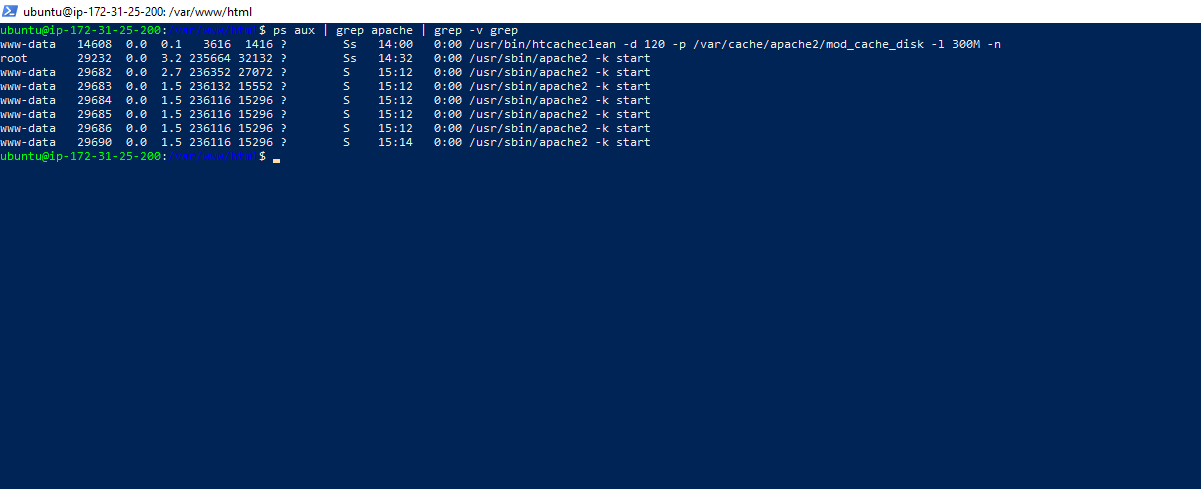 ubuntu@ip-172-31-25-200: /var/www/html
ubuntu@ip-172-31-25-200:/var/www/html$ ps aux | grep apache | grep -v grep
www-data   14608  0.0  0.1   3616  1416 ?        Ss   14:00   0:00 /usr/bin/htcacheclean -d 120 -p /var/cache/apache2/mod_cache_disk -l 300M -n
root       29232  0.0  3.2 235664 32132 ?        Ss   14:32   0:00 /usr/sbin/apache2 -k start
www-data   29682  0.0  2.7 236352 27072 ?        S    15:12   0:00 /usr/sbin/apache2 -k start
www-data   29683  0.0  1.5 236132 15552 ?        S    15:12   0:00 /usr/sbin/apache2 -k start
www-data   29684  0.0  1.5 236116 15296 ?        S    15:12   0:00 /usr/sbin/apache2 -k start
www-data   29685  0.0  1.5 236116 15296 ?        S    15:12   0:00 /usr/sbin/apache2 -k start
www-data   29686  0.0  1.5 236116 15296 ?        S    15:12   0:00 /usr/sbin/apache2 -k start
www-data   29690  0.0  1.5 236116 15296 ?        S    15:14   0:00 /usr/sbin/apache2 -k start
ubuntu@ip-172-31-25-200:/var/www/html$